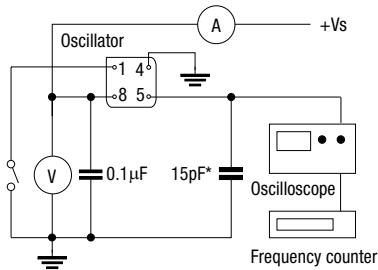 A
+Vs
Oscillator
1 4
8 5
V
0.1µF
15pF*
Oscilloscope
Frequency counter